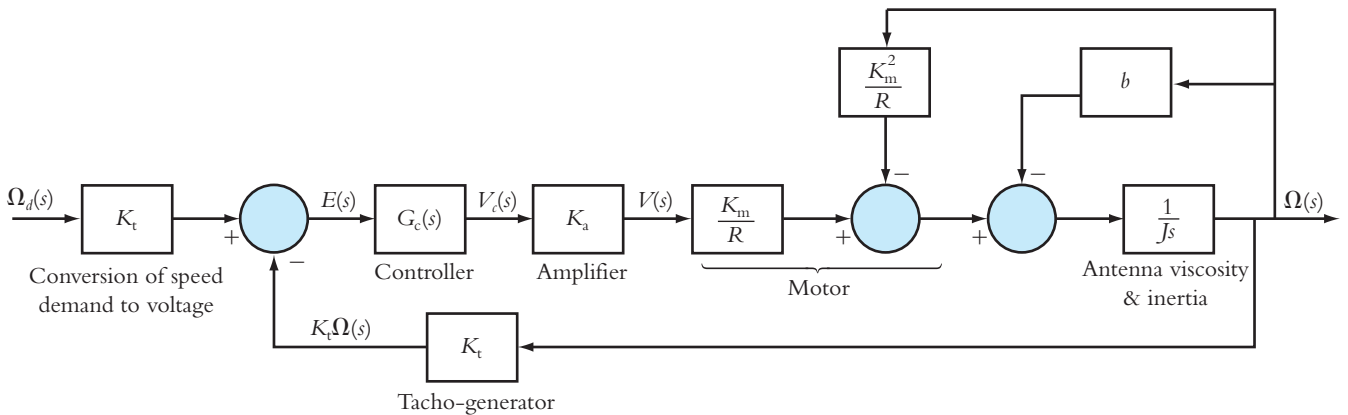 K_m^2
R
b
Ω_d(s)
K_t
+
−
E(s)
G_c(s)
V_c(s)
K_a
V(s)
K_m
R
+
−
+
−
1
Js
Ω(s)
Conversion of speed
demand to voltage
Controller
Amplifier
Motor
Antenna viscosity
& inertia
K_tΩ(s)
K_t
Tacho-generator